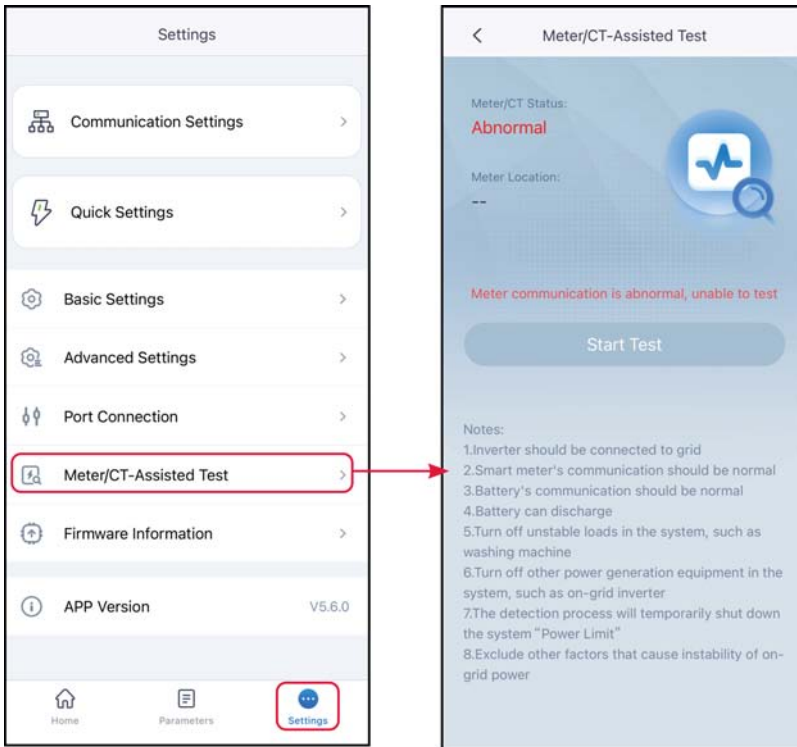 Settings
Communication Settings
Quick Settings
Basic Settings
Advanced Settings
Port Connection
Meter/CT-Assisted Test
Firmware Information
APP Version V5.6.0
Home Parameters Settings
Meter/CT-Assisted Test
Meter/CT Status:
Abnormal
Meter Location:
--
Meter communication is abnormal, unable to test
Start Test
Notes:
1.Inverter should be connected to grid
2.Smart meter's communication should be normal
3.Battery's communication should be normal
4.Battery can discharge
5.Turn off unstable loads in the system, such as
washing machine
6.Turn off other power generation equipment in the
system, such as on-grid inverter
7.The detection process will temporarily shut down
the system "Power Limit"
8.Exclude other factors that cause instability of on-
grid power